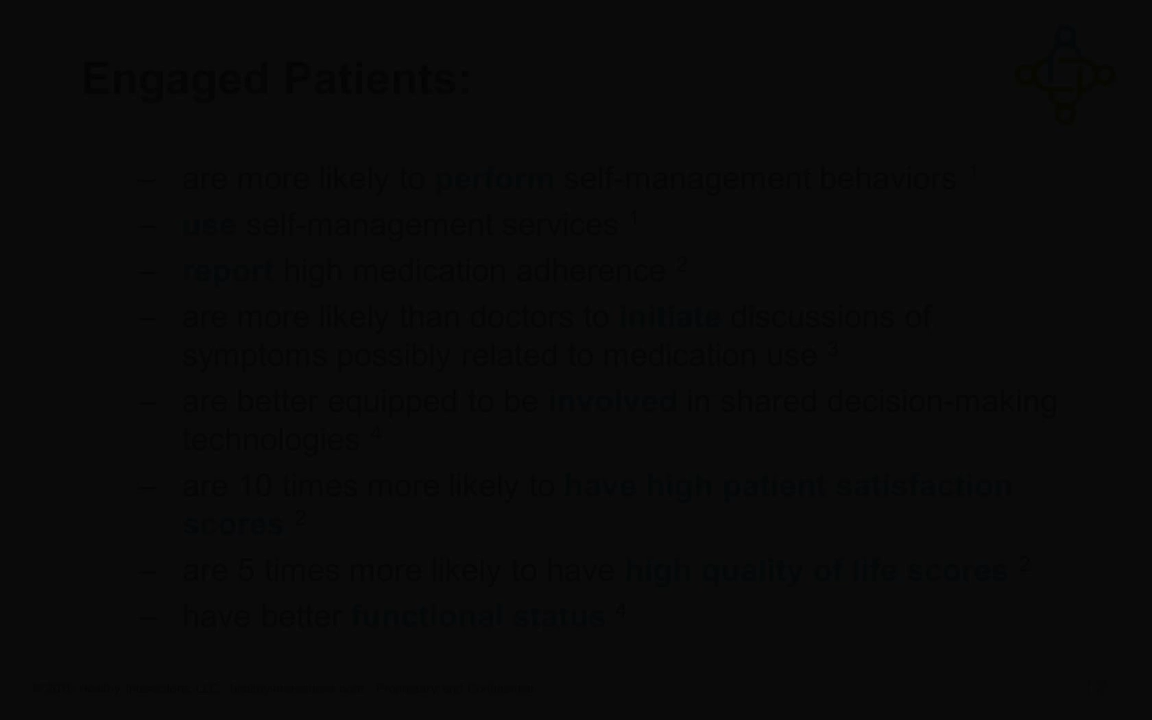 Engaged Patients:
– are more likely to perform self-management behaviors 1
– use self-management services 1
– report high medication adherence 2
– are more likely than doctors to initiate discussions of
symptoms possibly related to medication use 3
– are better equipped to be involved in shared decision-making
technologies 4
– are 10 times more likely to have high patient satisfaction
scores 2
– are 5 times more likely to have high quality of life scores 2
– have better functional status 4